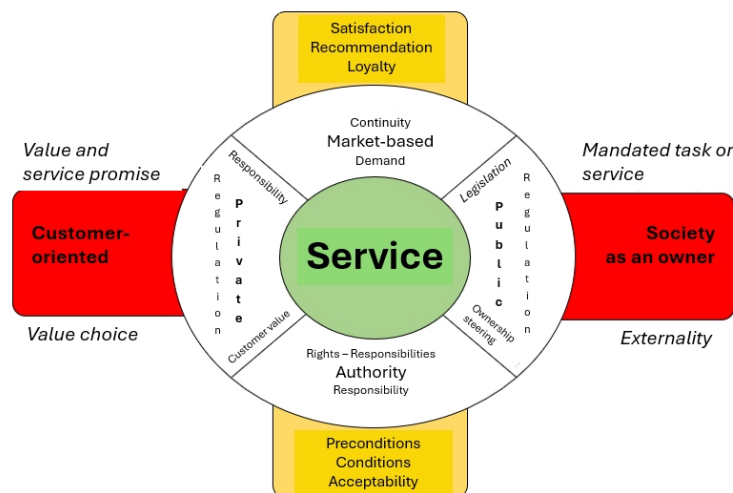 Satisfaction
Recommendation
Loyalty
Continuity
Market-based
Demand
Value and
service promise
Customer-
oriented
Value choice
Responsibility
Regulation
Private
Customer value
Service
Legislation
Public
Regulation
Ownership
steering
Mandated task or
service
Society
as an owner
Externality
Rights – Responsibilities
Authority
Responsibility
Preconditions
Conditions
Acceptability